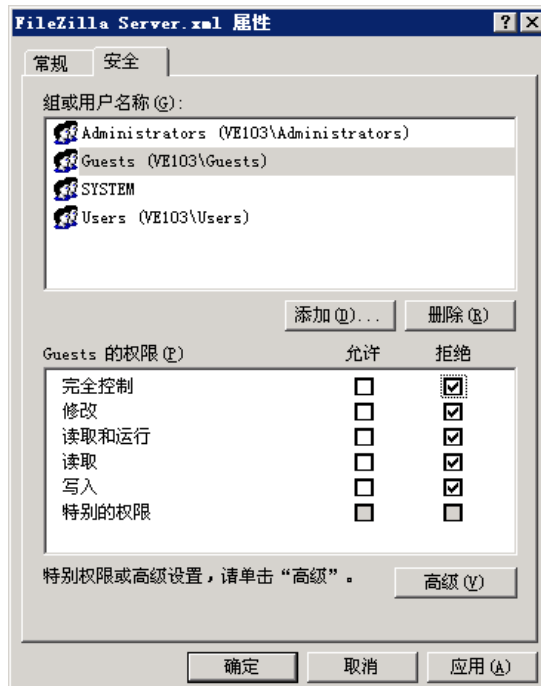 FileZilla Server.xml 属性
常规 安全
组或用户名称(G):
Administrators (VE103\Administrators)
Guests (VE103\Guests)
SYSTEM
Users (VE103\Users)
添加(D)... 删除(R)
Guests 的权限(P) 允许 拒绝
完全控制
修改
读取和运行
读取
写入
特别的权限
特别权限或高级设置，请单击“高级”。 高级(V)
确定 取消 应用(A)